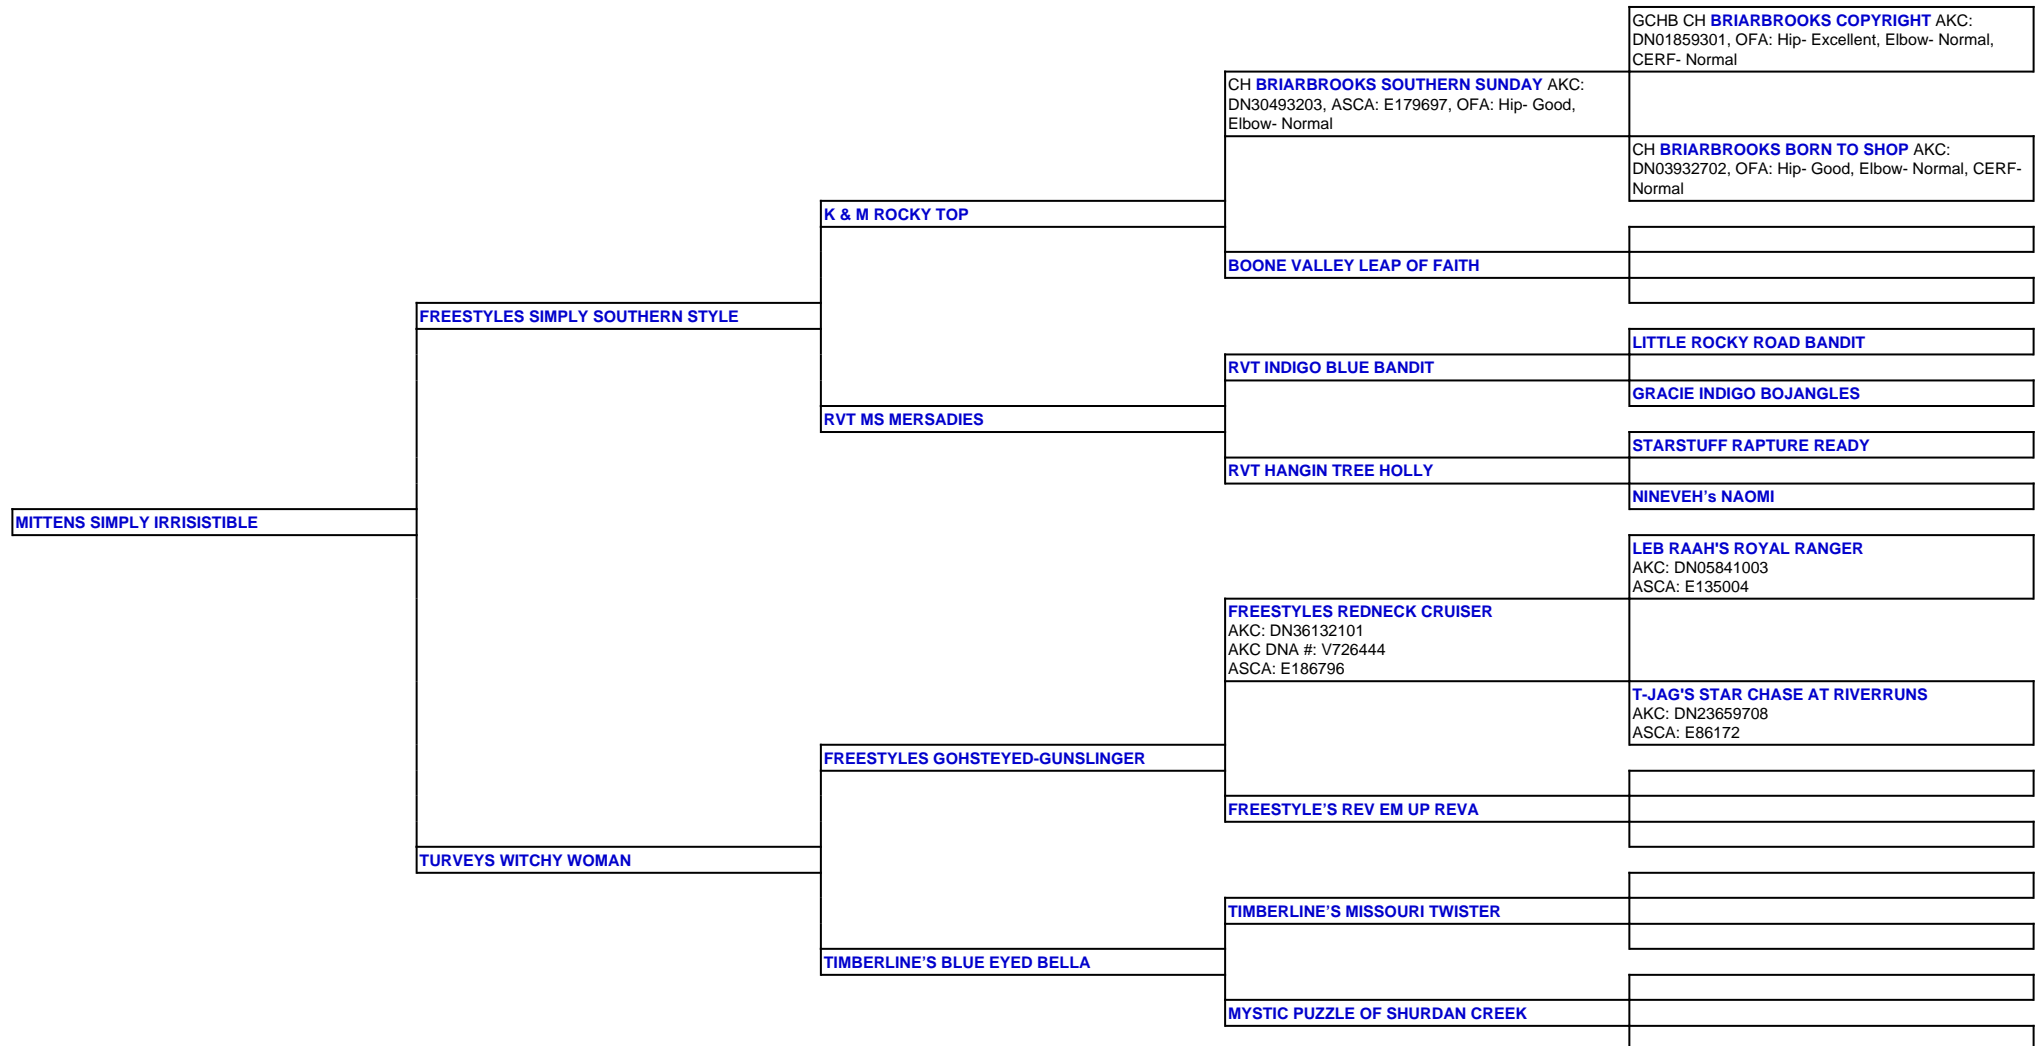 GCHB CH BRIARBROOKS COPYRIGHT AKC:
DN01859301, OFA: Hip- Excellent, Elbow- Normal,
CERF- Normal
CH BRIARBROOKS SOUTHERN SUNDAY AKC:
DN30493203, ASCA: E179697, OFA: Hip- Good,
Elbow- Normal
CH BRIARBROOKS BORN TO SHOP AKC:
DN03932702, OFA: Hip- Good, Elbow- Normal, CERF-
Normal
K & M ROCKY TOP
BOONE VALLEY LEAP OF FAITH
FREESTYLES SIMPLY SOUTHERN STYLE
LITTLE ROCKY ROAD BANDIT
RVT INDIGO BLUE BANDIT
GRACIE INDIGO BOJANGLES
RVT MS MERSADIES
STARSTUFF RAPTURE READY
RVT HANGIN TREE HOLLY
NINEVEH's NAOMI
MITTENS SIMPLY IRRISISTIBLE
LEB RAAH'S ROYAL RANGER
AKC: DN05841003
ASCA: E135004
FREESTYLES REDNECK CRUISER
AKC: DN36132101
AKC DNA #: V726444
ASCA: E186796
T-JAG'S STAR CHASE AT RIVERRUNS
AKC: DN23659708
ASCA: E86172
FREESTYLES GOHSTEYED-GUNSLINGER
FREESTYLE’S REV EM UP REVA
TURVEYS WITCHY WOMAN
TIMBERLINE’S MISSOURI TWISTER
TIMBERLINE’S BLUE EYED BELLA
MYSTIC PUZZLE OF SHURDAN CREEK